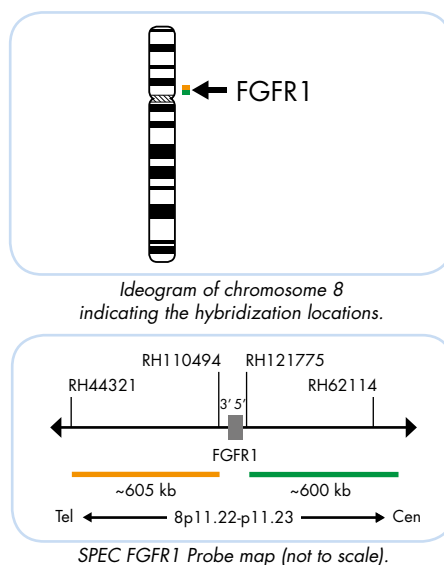 FGFR1
Ideogram of chromosome 8
indicating the hybridization locations.
RH110494 RH121775
RH44321 RH62114
3' 5'
FGFR1
~605 kb ~600 kb
Tel 8p11.22-p11.23 Cen
SPEC FGFR1 Probe map (not to scale).